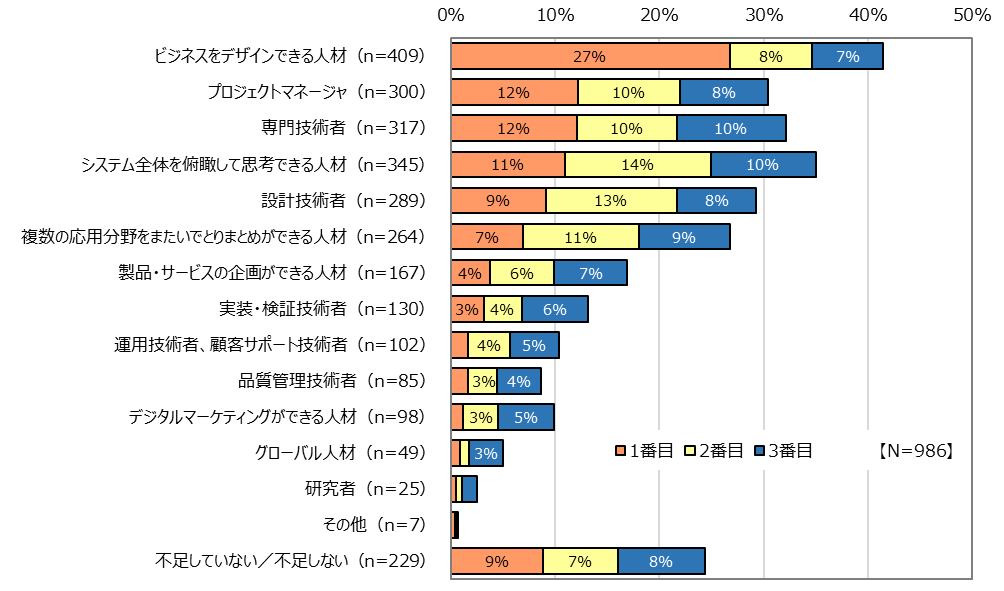 0% 10% 20% 30% 40% 50%
ビジネスをデザインできる人材（n=409） 27% 8% 7%
プロジェクトマネージャ（n=300） 12% 10% 8%
専門技術者（n=317） 12% 10% 10%
システム全体を俯瞰して思考できる人材（n=345） 11% 14% 10%
設計技術者（n=289） 9% 13% 8%
複数の応用分野をまたいでとりまとめができる人材（n=264） 7% 11% 9%
製品・サービスの企画ができる人材（n=167） 4% 6% 7%
実装・検証技術者（n=130） 3% 4% 6%
運用技術者、顧客サポート技術者（n=102） 4% 5%
品質管理技術者（n=85） 3% 4%
デジタルマーケティングができる人材（n=98） 3% 5%
グローバル人材（n=49） 3%
1番目 2番目 3番目 【N=986】
研究者（n=25）
その他（n=7）
不足していない／不足しない（n=229） 9% 7% 8%